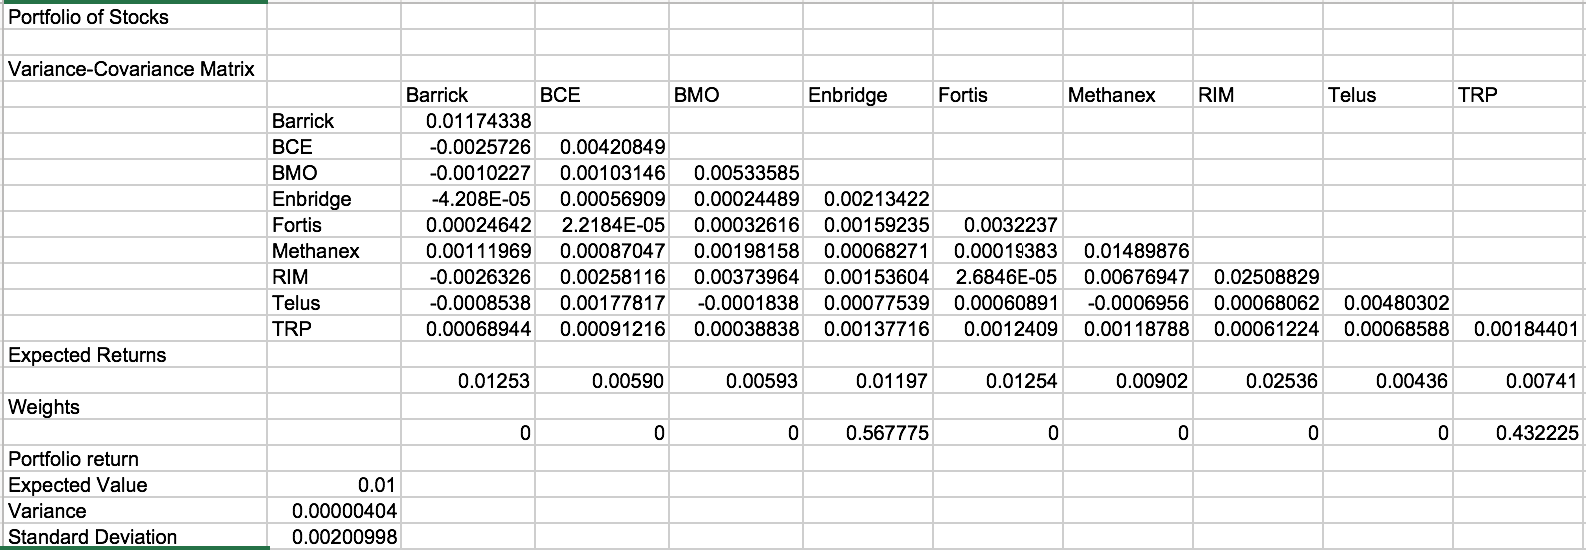 Portfolio of Stocks
Variance-Covariance Matrix
Barrick BCE BMO Enbridge Fortis Methanex RIM Telus TRP
Barrick 0.01174338
BCE -0.0025726 0.00420849
BMO -0.0010227 0.00103146 0.00533585
Enbridge -4.208E-05 0.00056909 0.00024489 0.00213422
Fortis 0.00024642 2.2184E-05 0.00032616 0.00159235 0.0032237
Methanex 0.00111969 0.00087047 0.00198158 0.00068271 0.00019383 0.01489876
RIM -0.0026326 0.00258116 0.00373964 0.00153604 2.6846E-05 0.00676947 0.02508829
Telus -0.0008538 0.00177817 -0.0001838 0.00077539 0.00060891 -0.0006956 0.00068062 0.00480302
TRP 0.00068944 0.00091216 0.00038838 0.00137716 0.0012409 0.00118788 0.00061224 0.00068588 0.00184401
Expected Returns
0.01253 0.00590 0.00593 0.01197 0.01254 0.00902 0.02536 0.00436 0.00741
Weights
0 0 0 0.567775 0 0 0 0 0.432225
Portfolio return
Expected Value 0.01
Variance 0.00000404
Standard Deviation 0.00200998